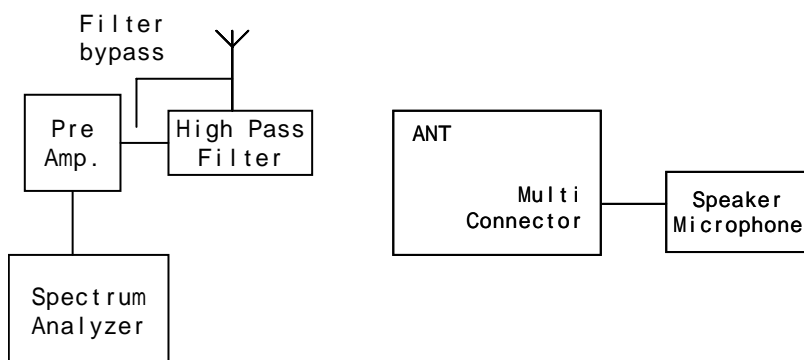 Filter
bypass
Pre
Amp.
High Pass
Filter
Spectrum
Analyzer
ANT
Multi
Connector
Speaker
Microphone